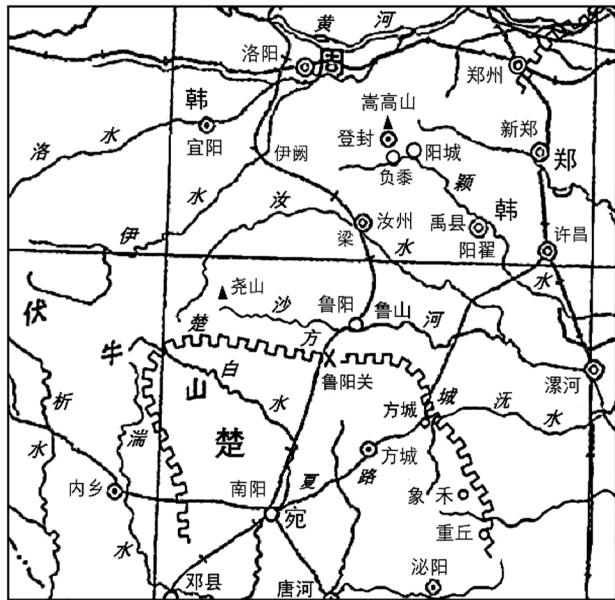 黄 河
洛阳
周
郑州
嵩高山
韩
登封
新郑
洛 水
宜阳
伊阙
阳城
郑
负黍
颖
水
汝
韩
汝州
禹县
梁
水
阳翟
许昌
伊
水
尧山
沙
鲁阳
鲁山
河
伏
楚
方
牛
白
鲁阳关
漯河
山
析
水
方城
城
沅
水
湍
楚
方城
内乡
南阳
夏
路
象 禾
水
宛
重丘
水
邓县
唐河
泌阳